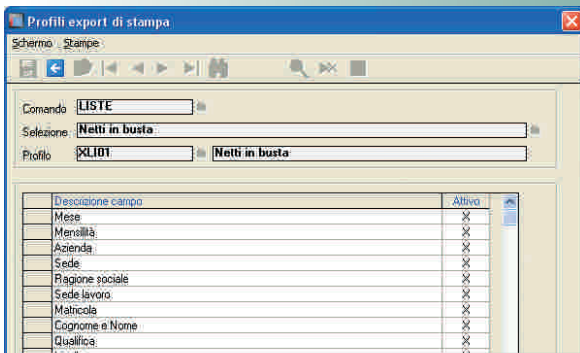 Profili export di stampa
Schermo Stampe
Comando LISTE
Selezione Netti in busta
Profilo XLI01 Netti in busta
Descrizione campo Attivo
Mese X
Mensilità X
Azienda X
Sede X
Ragione sociale X
Sede lavoro X
Matricola X
Cognome e Nome X
Qualifica X